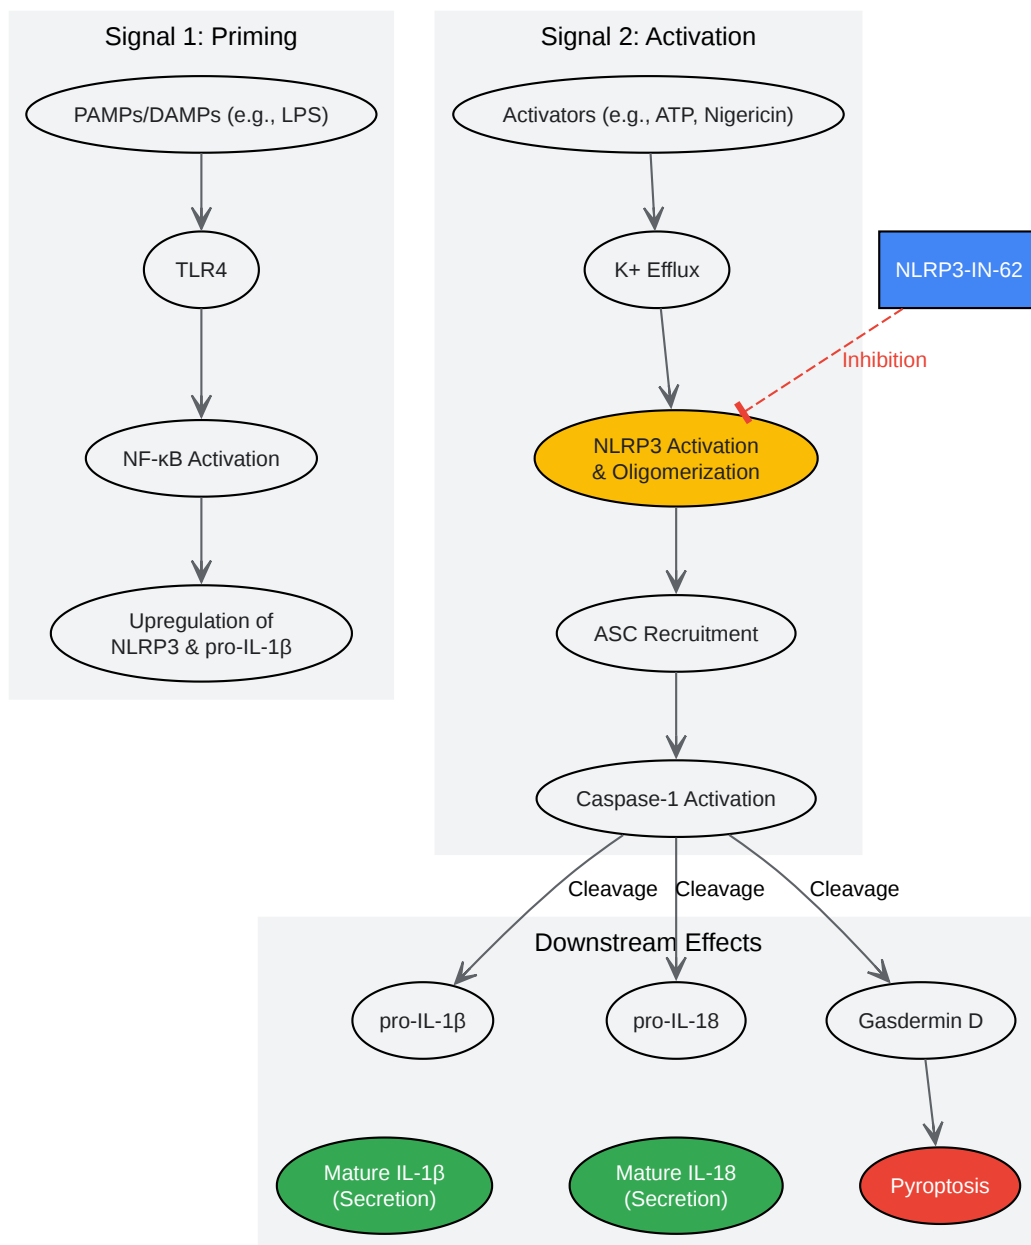 Signal 1: Priming
PAMPs/DAMPs (e.g., LPS)
TLR4
NF-κB Activation
Upregulation of
NLRP3 & pro-IL-1β
Signal 2: Activation
Activators (e.g., ATP, Nigericin)
K+ Efflux
NLRP3-IN-62
Inhibition
NLRP3 Activation
& Oligomerization
ASC Recruitment
Caspase-1 Activation
Cleavage
Cleavage
Cleavage
Downstream Effects
pro-IL-1β
pro-IL-18
Gasdermin D
Mature IL-1β
(Secretion)
Mature IL-18
(Secretion)
Pyroptosis